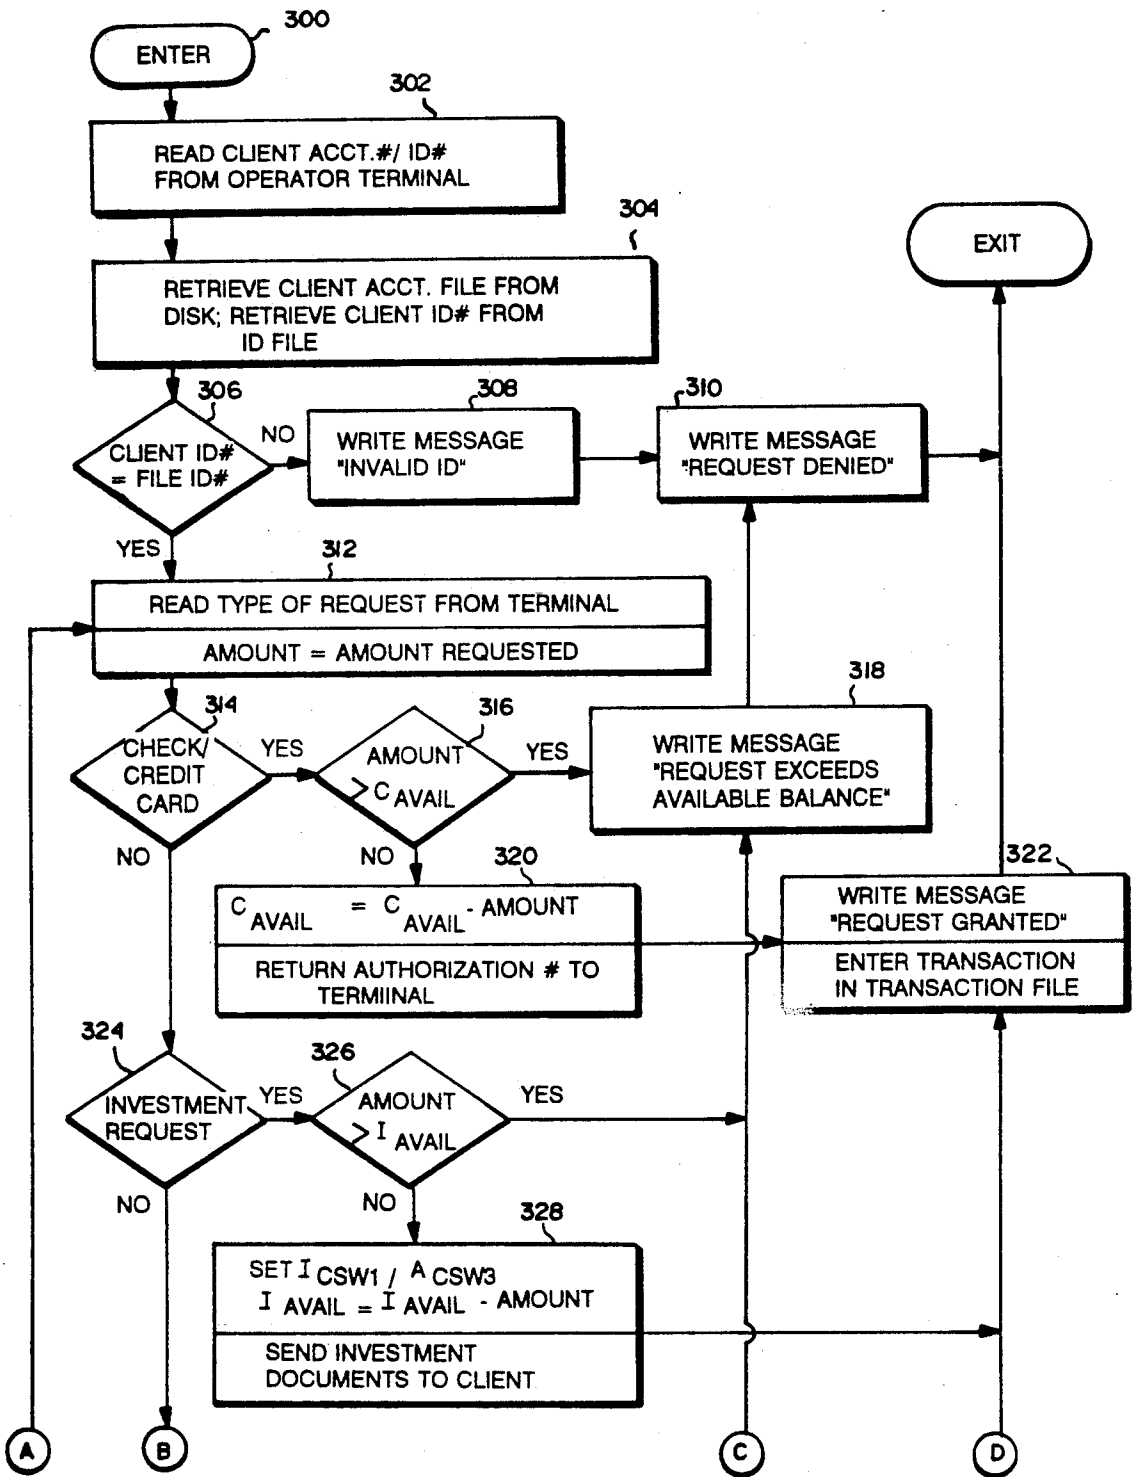 300
ENTER
302
READ CLIENT ACCT.#/ ID#
FROM OPERATOR TERMINAL
304
EXIT
RETRIEVE CLIENT ACCT. FILE FROM
DISK; RETRIEVE CLIENT ID# FROM
ID FILE
306
308
310
CLIENT ID#
= FILE ID#
NO
WRITE MESSAGE
"INVALID ID"
WRITE MESSAGE
"REQUEST DENIED"
YES
312
READ TYPE OF REQUEST FROM TERMINAL
AMOUNT = AMOUNT REQUESTED
314
316
318
CHECK/
CREDIT
CARD
YES
AMOUNT
> C AVAIL
YES
WRITE MESSAGE
"REQUEST EXCEEDS
AVAILABLE BALANCE"
NO
NO
320
322
C AVAIL = C AVAIL - AMOUNT
RETURN AUTHORIZATION # TO
TERMIINAL
WRITE MESSAGE
"REQUEST GRANTED"
ENTER TRANSACTION
IN TRANSACTION FILE
324
326
INVESTMENT
REQUEST
YES
AMOUNT
> I AVAIL
YES
NO
NO
328
SET I CSW1 / A CSW3
I AVAIL = I AVAIL - AMOUNT
SEND INVESTMENT
DOCUMENTS TO CLIENT
A
B
C
D